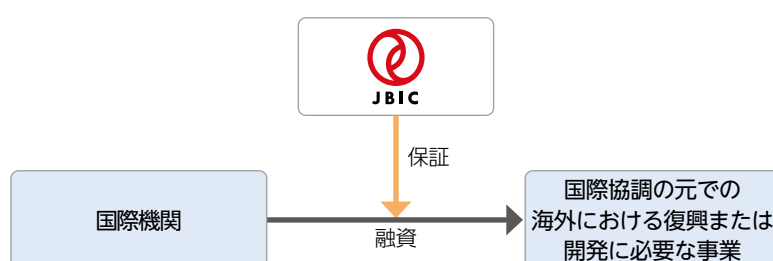 JBIC
保証
国際機関
融資
国際協調の元での
海外における復興または
開発に必要な事業